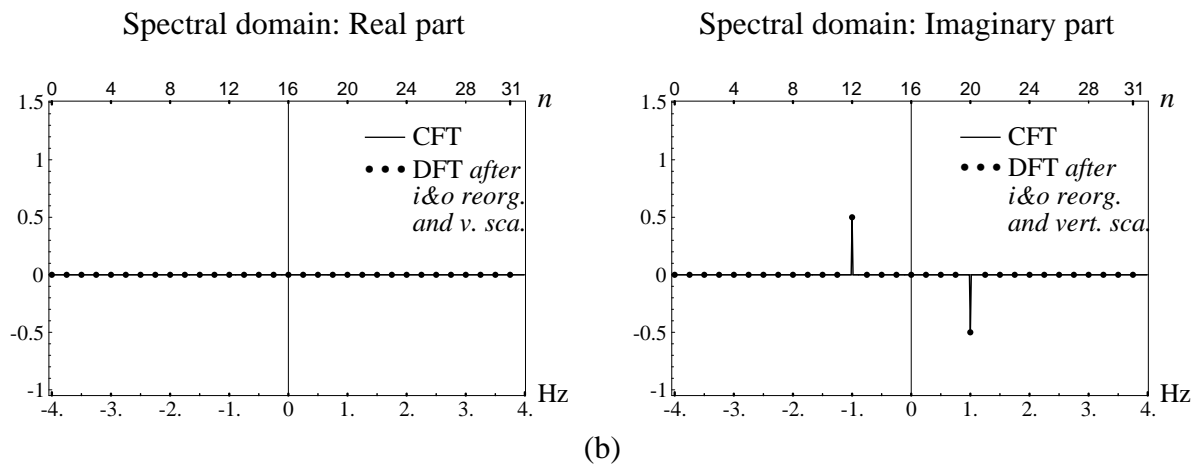 Spectral domain: Real part
0 4 8 12 16 20 24 28 31 n
1.5
1
0.5
0
-0.5
-1
CFT
DFT after
i&o reorg.
and v. sca.
-4. -3. -2. -1. 0 1. 2. 3. 4. Hz
Spectral domain: Imaginary part
0 4 8 12 16 20 24 28 31 n
1.5
1
0.5
0
-0.5
-1
CFT
DFT after
i&o reorg.
and vert. sca.
-4. -3. -2. -1. 0 1. 2. 3. 4. Hz
(b)